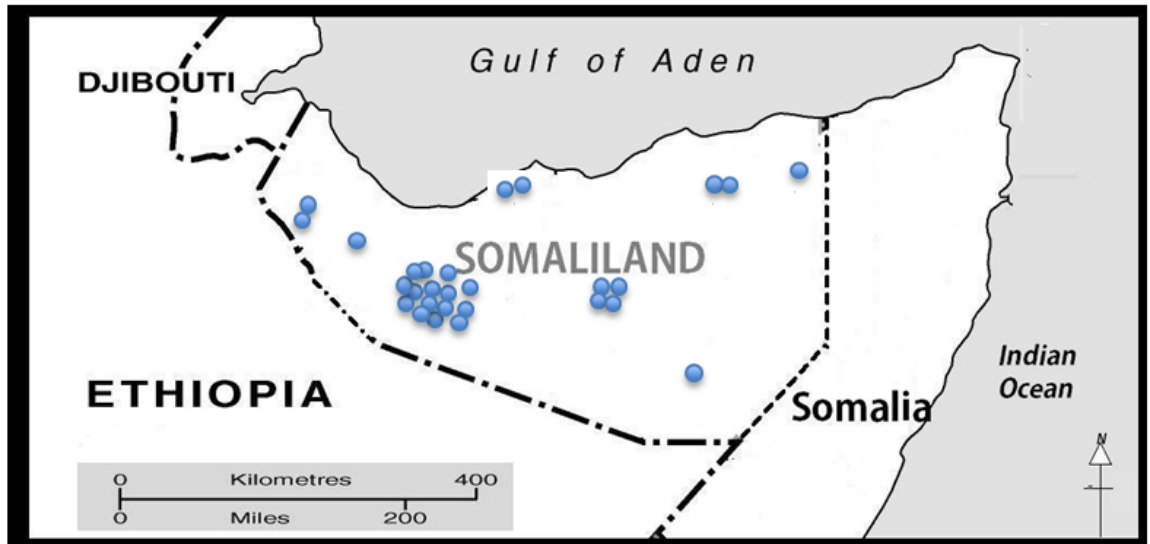 Gulf of Aden
DJIBOUTI
SOMALILAND
Indian
Ocean
ETHIOPIA
Somalia
N
0 Kilometres 400
0 Miles 200